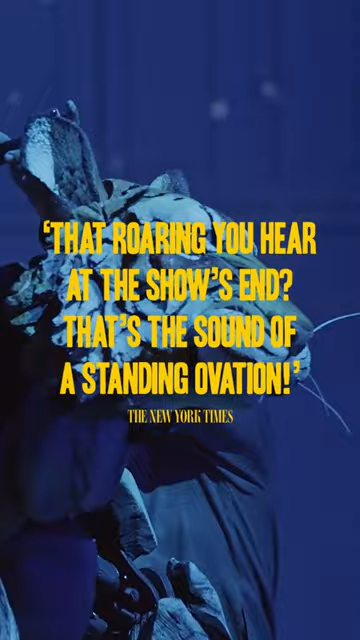 ‘THAT ROARING YOU HEAR
AT THE SHOW’S END?
THAT’S THE SOUND OF
A STANDING OVATION!’
THE NEW YORK TIMES